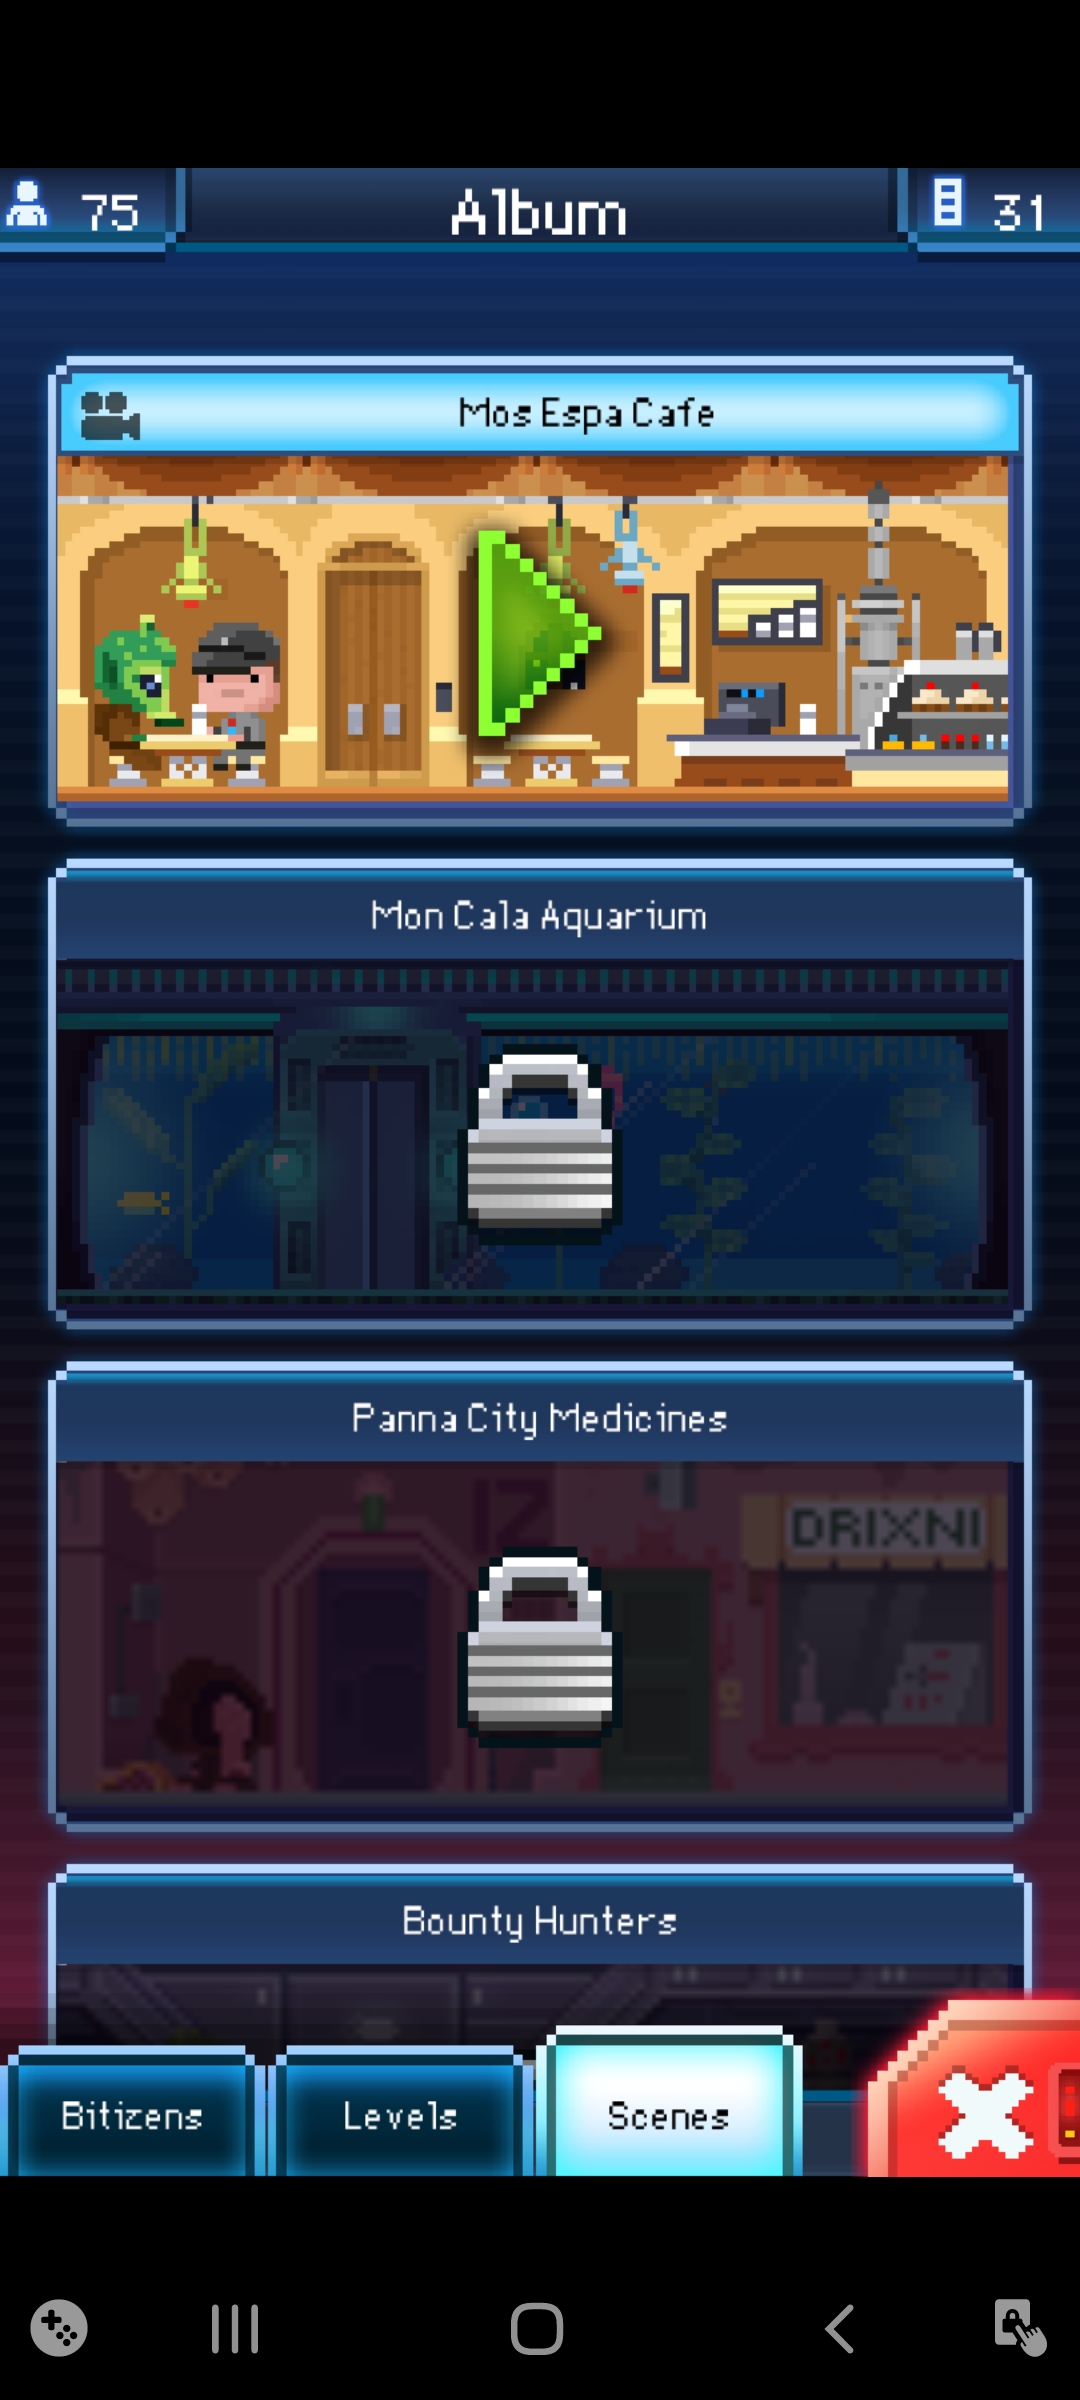 75
Album
31
Mos Espa Cafe
Mon Cala Aquarium
Panna City Medicines
DRIXNI
Bounty Hunters
Bitizens
Levels
Scenes